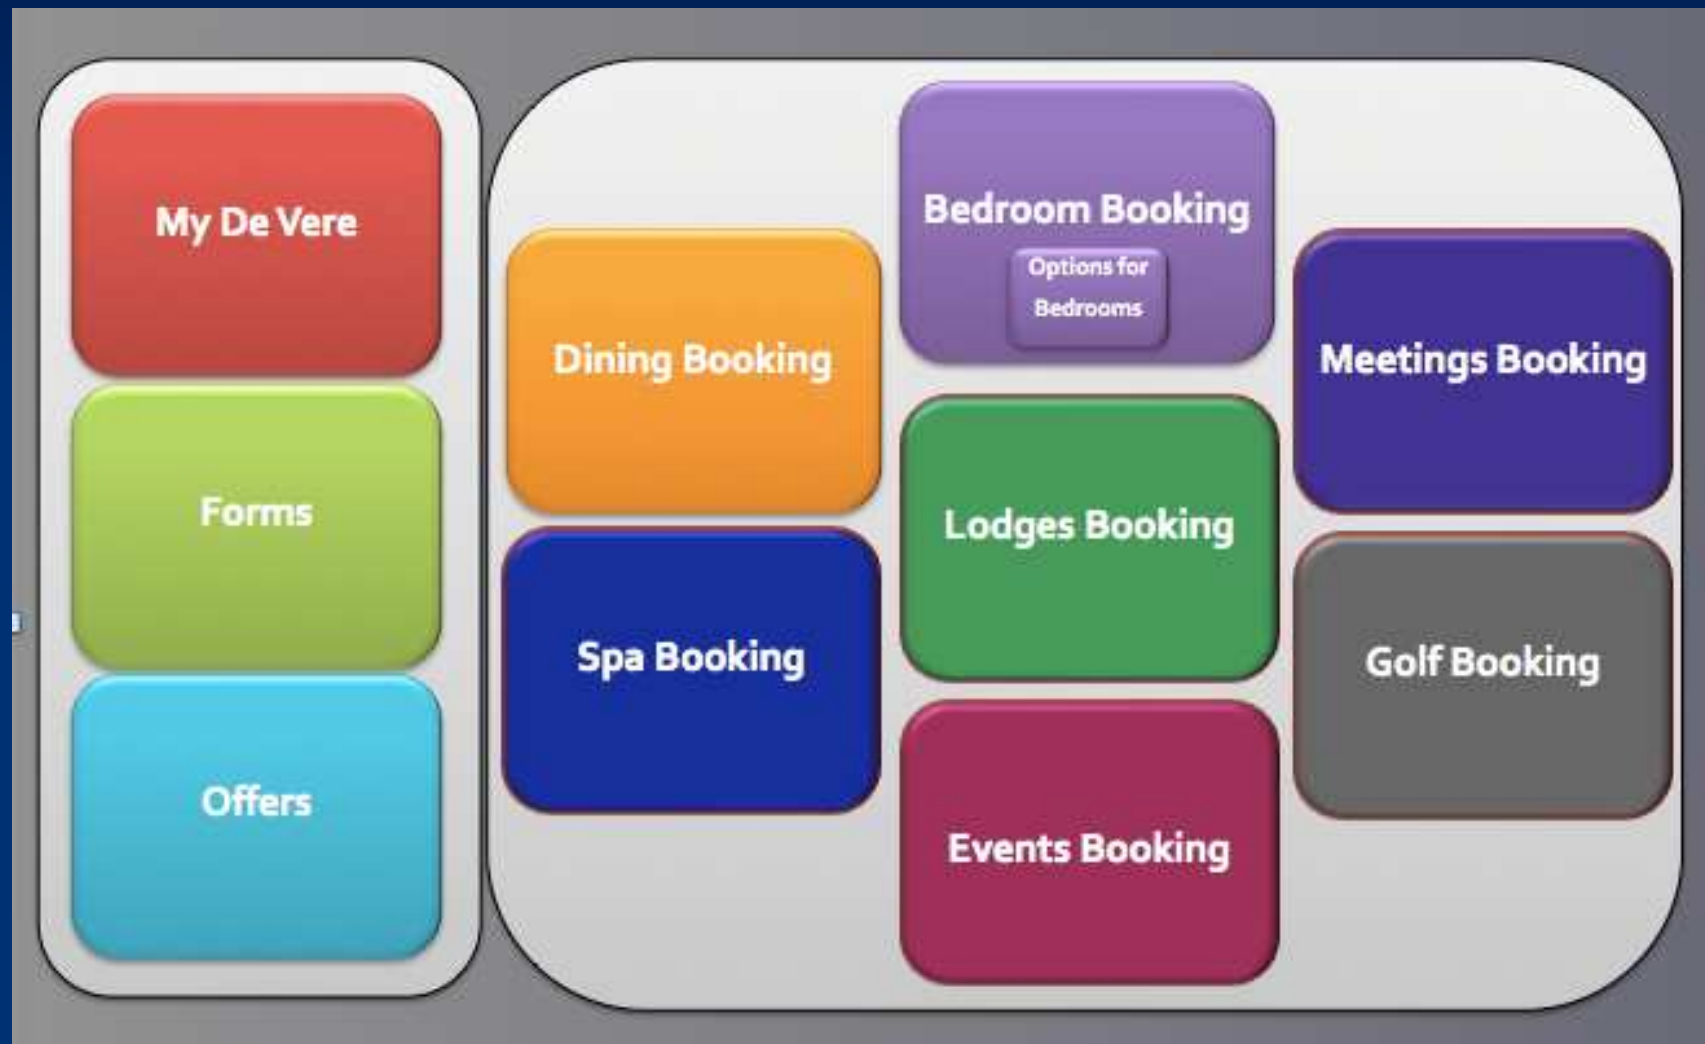 My De Vere
Forms
Offers
Dining Booking
Spa Booking
Bedroom Booking
Options for
Bedrooms
Lodges Booking
Events Booking
Meetings Booking
Golf Booking